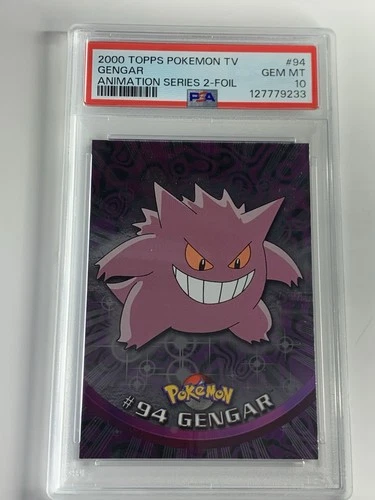 2000 TOPPS POKEMON TV #94
GENGAR GEM MT
ANIMATION SERIES 2-FOIL 10
PSA 127779233
POKéMON
#94 GENGAR